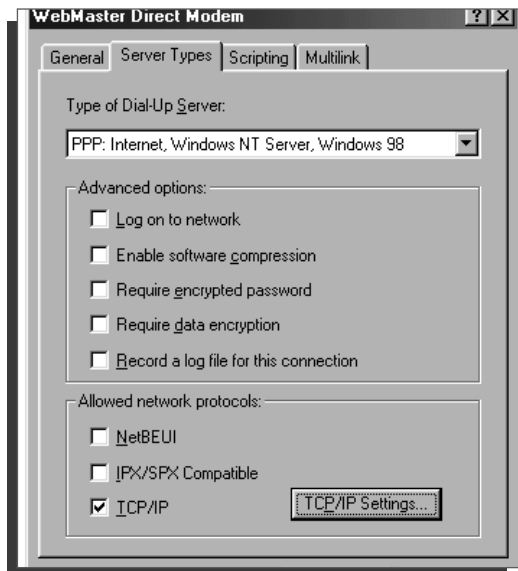 WebMaster Direct Modem
General Server Types Scripting Multilink
Type of Dial-Up Server:
PPP: Internet, Windows NT Server, Windows 98
Advanced options:
Log on to network
Enable software compression
Require encrypted password
Require data encryption
Record a log file for this connection
Allowed network protocols:
NetBEUI
IPX/SPX Compatible
TCP/IP TCP/IP Settings...